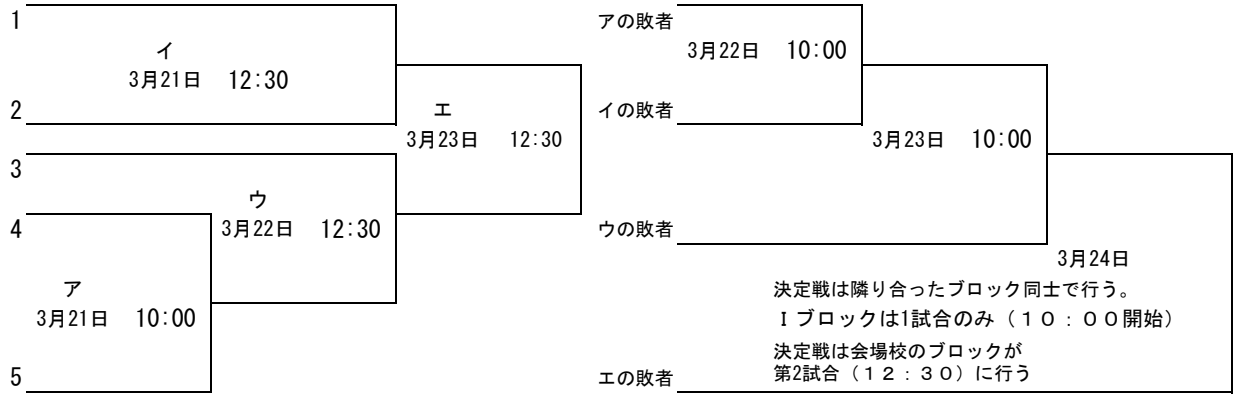 1
イ
3月21日 12:30
2
エ
3月23日 12:30
3
ウ
3月22日 12:30
4
ア
3月21日 10:00
5
アの敗者
3月22日 10:00
イの敗者
3月23日 10:00
ウの敗者
3月24日
決定戦は隣り合ったブロック同士で行う。
Ｉブロックは1試合のみ（１０：００開始）
決定戦は会場校のブロックが
第2試合（１２：３０）に行う
エの敗者